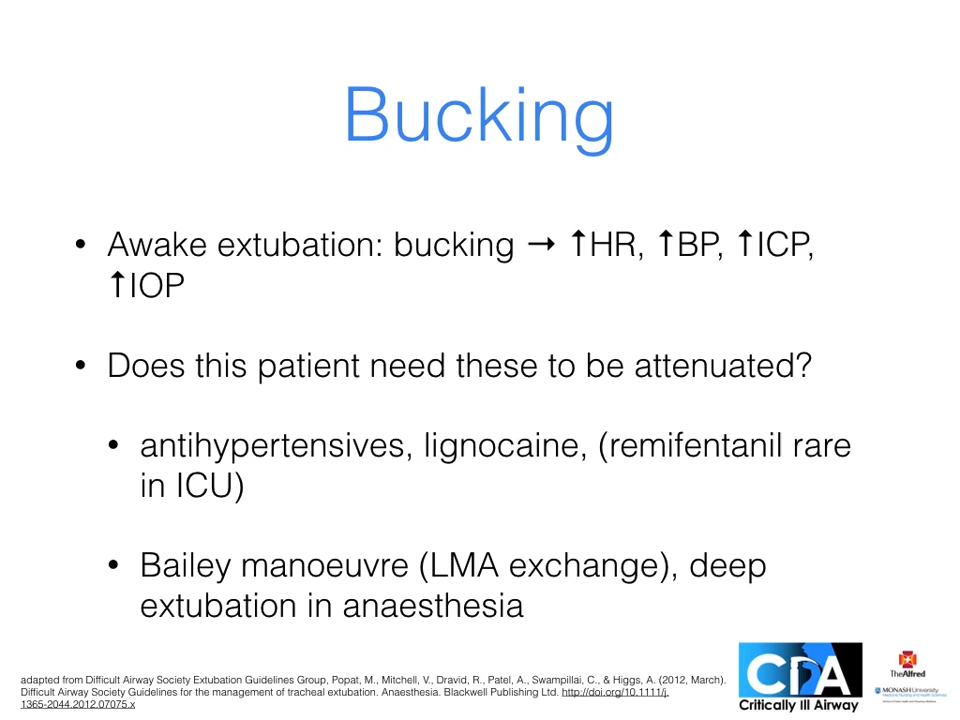 Bucking
• Awake extubation: bucking → ↑HR, ↑BP, ↑ICP,
↑IOP
• Does this patient need these to be attenuated?
• antihypertensives, lignocaine, (remifentanil rare
in ICU)
• Bailey manoeuvre (LMA exchange), deep
extubation in anaesthesia
adapted from Difficult Airway Society Extubation Guidelines Group, Popat, M., Mitchell, V., Dravid, R., Patel, A., Swampillai, C., & Higgs, A. (2012, March).
Difficult Airway Society Guidelines for the management of tracheal extubation. Anaesthesia. Blackwell Publishing Ltd. http://doi.org/10.1111/j.
1365-2044.2012.07075.x
CIA
Critically Ill Airway
TheAlfred
MONASH University